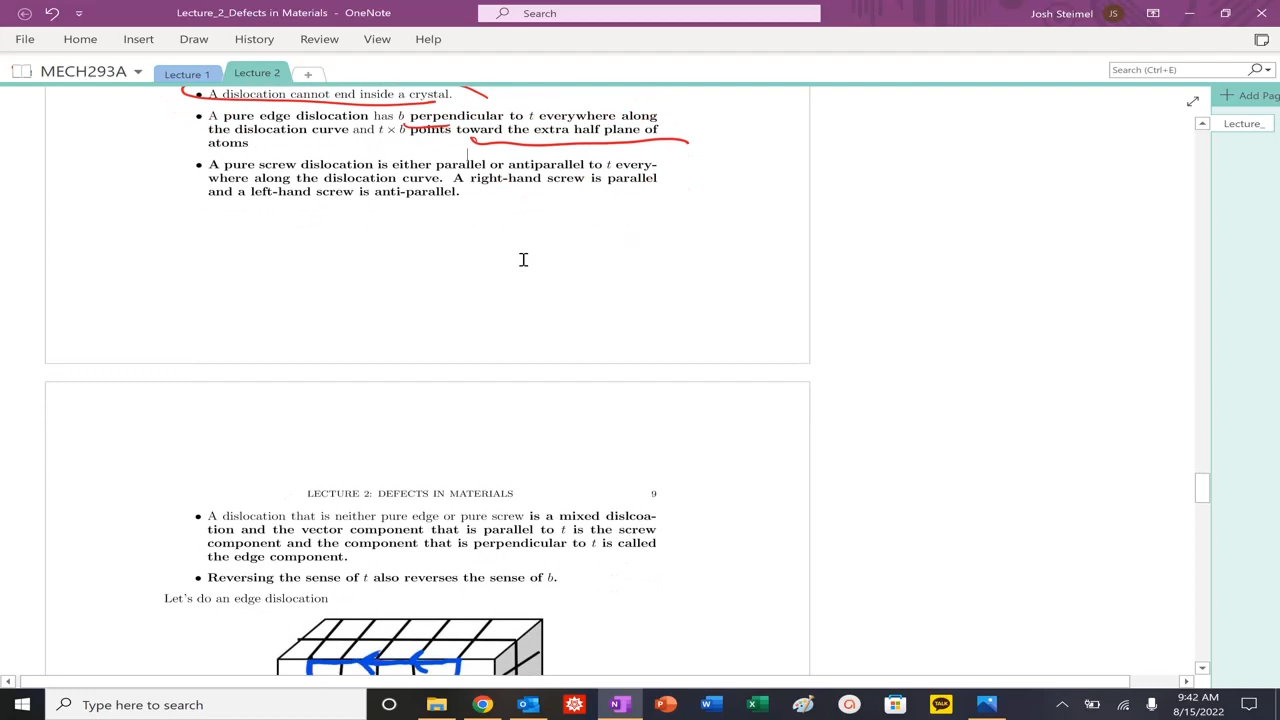 Lecture_2_Defects in Materials - OneNote
Search
Josh Steimel JS
File Home Insert Draw History Review View Help
MECH293A Lecture 1 Lecture 2
Search (Ctrl+E)
Add Pag
Lecture_
• A dislocation cannot end inside a crystal.
• A pure edge dislocation has b perpendicular to t everywhere along
the dislocation curve and t × b points toward the extra half plane of
atoms
• A pure screw dislocation is either parallel or antiparallel to t every-
where along the dislocation curve. A right-hand screw is parallel
and a left-hand screw is anti-parallel.
LECTURE 2: DEFECTS IN MATERIALS 9
• A dislocation that is neither pure edge or pure screw is a mixed dislcoa-
tion and the vector component that is parallel to t is the screw
component and the component that is perpendicular to t is called
the edge component.
• Reversing the sense of t also reverses the sense of b.
Let's do an edge dislocation
Type here to search
TALK
9:42 AM
8/15/2022